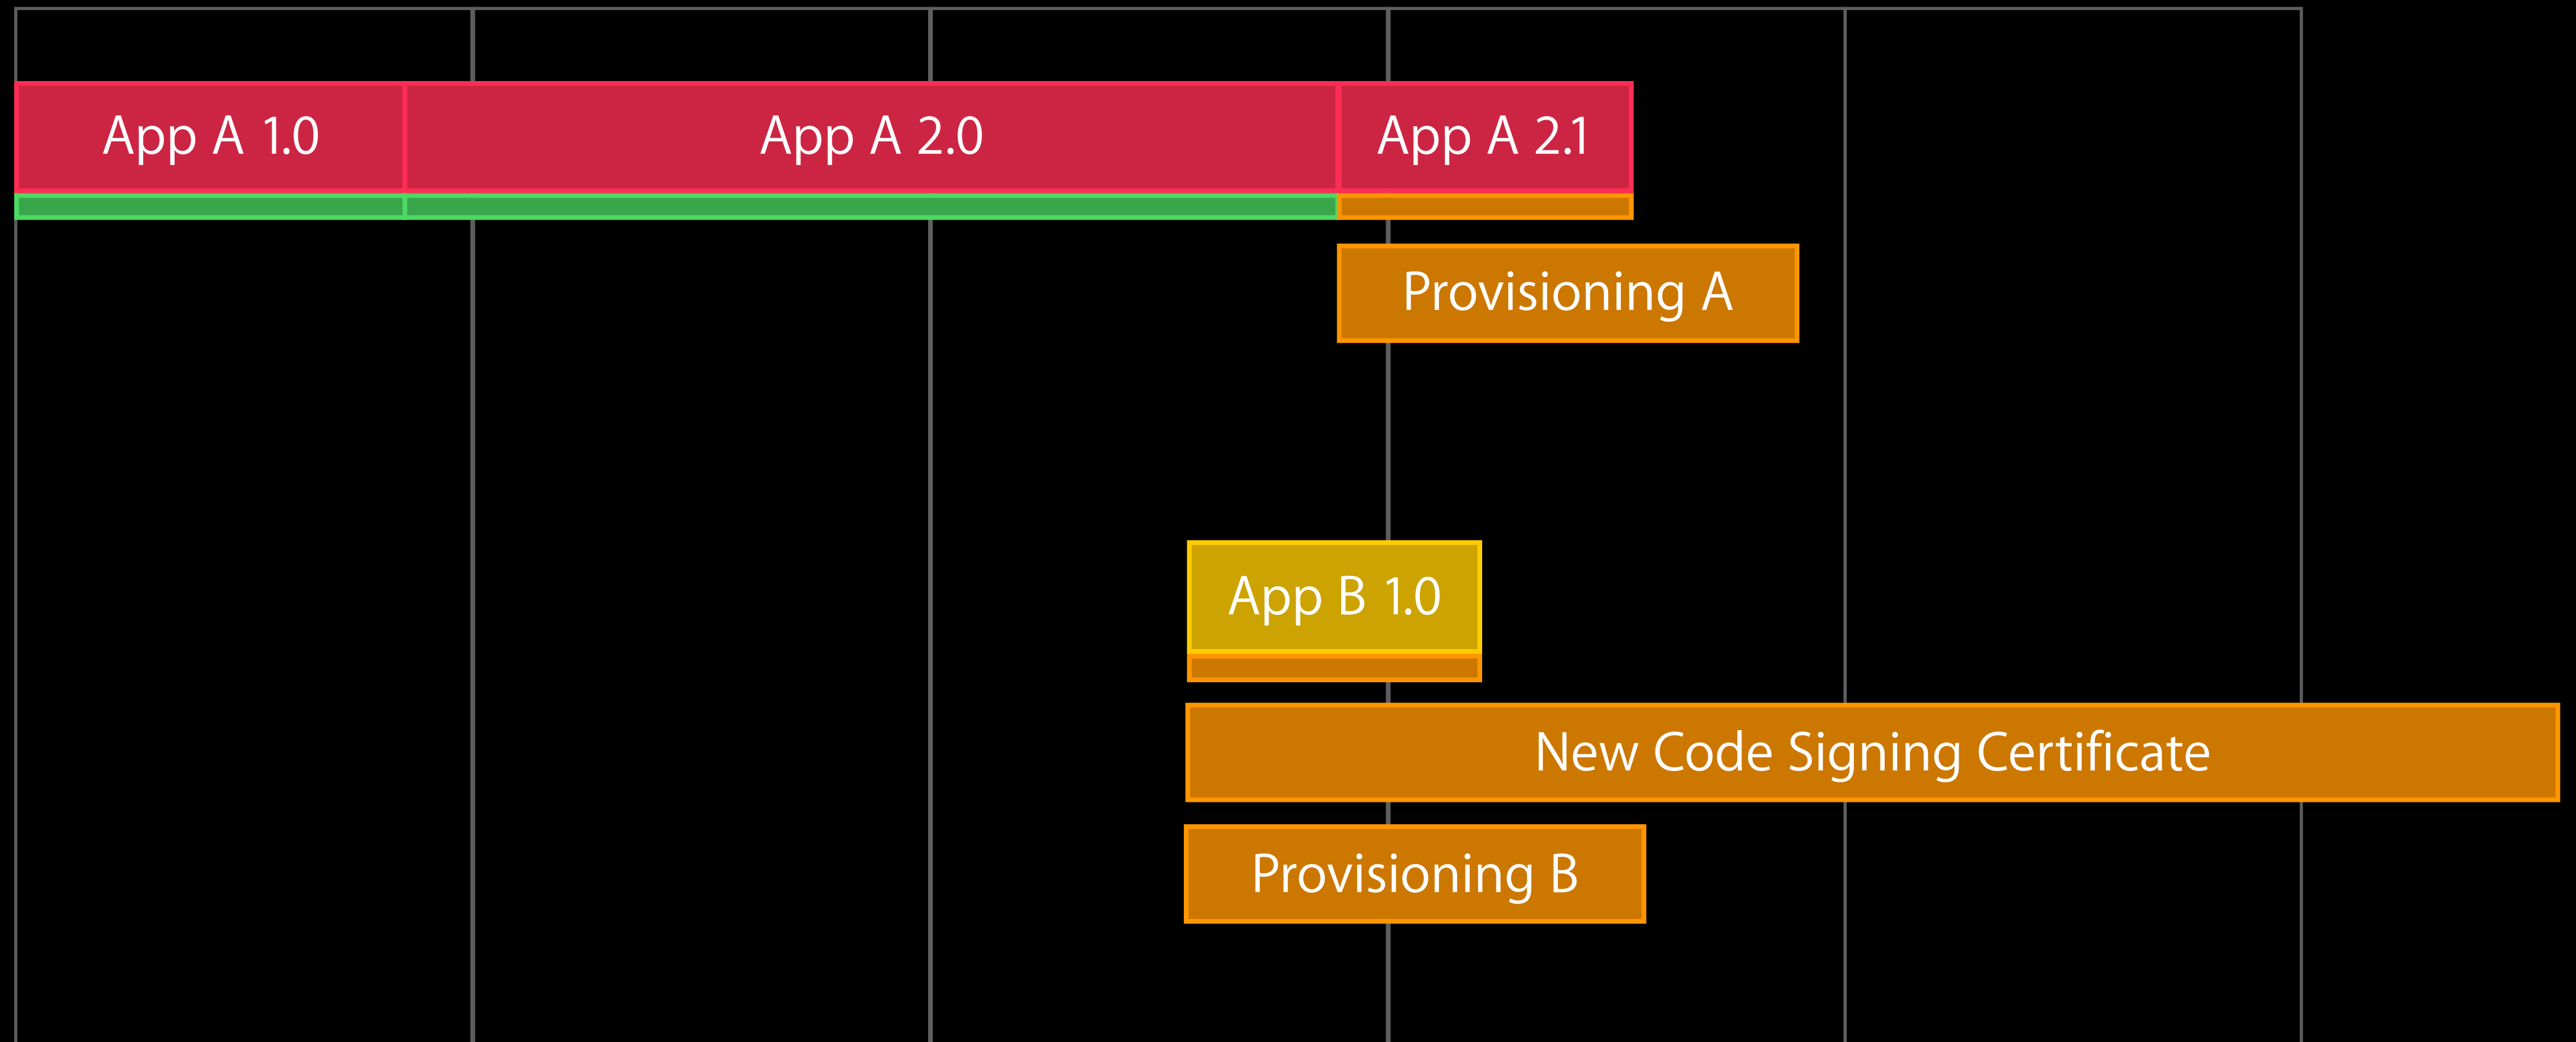 App A 1.0
App A 2.0
App A 2.1
Provisioning A
App B 1.0
New Code Signing Certificate
Provisioning B